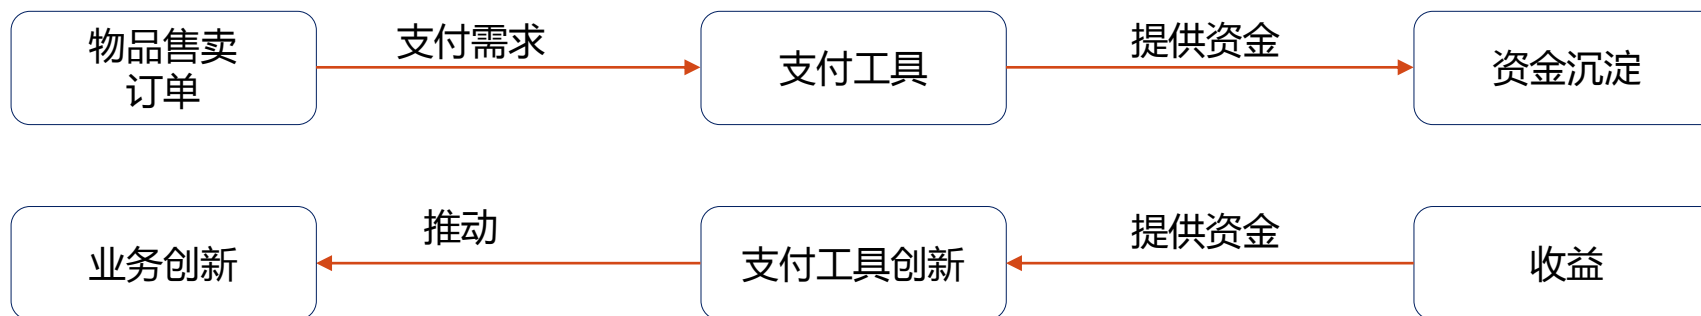 物品售卖
订单
支付需求
支付工具
提供资金
资金沉淀
业务创新
推动
支付工具创新
提供资金
收益